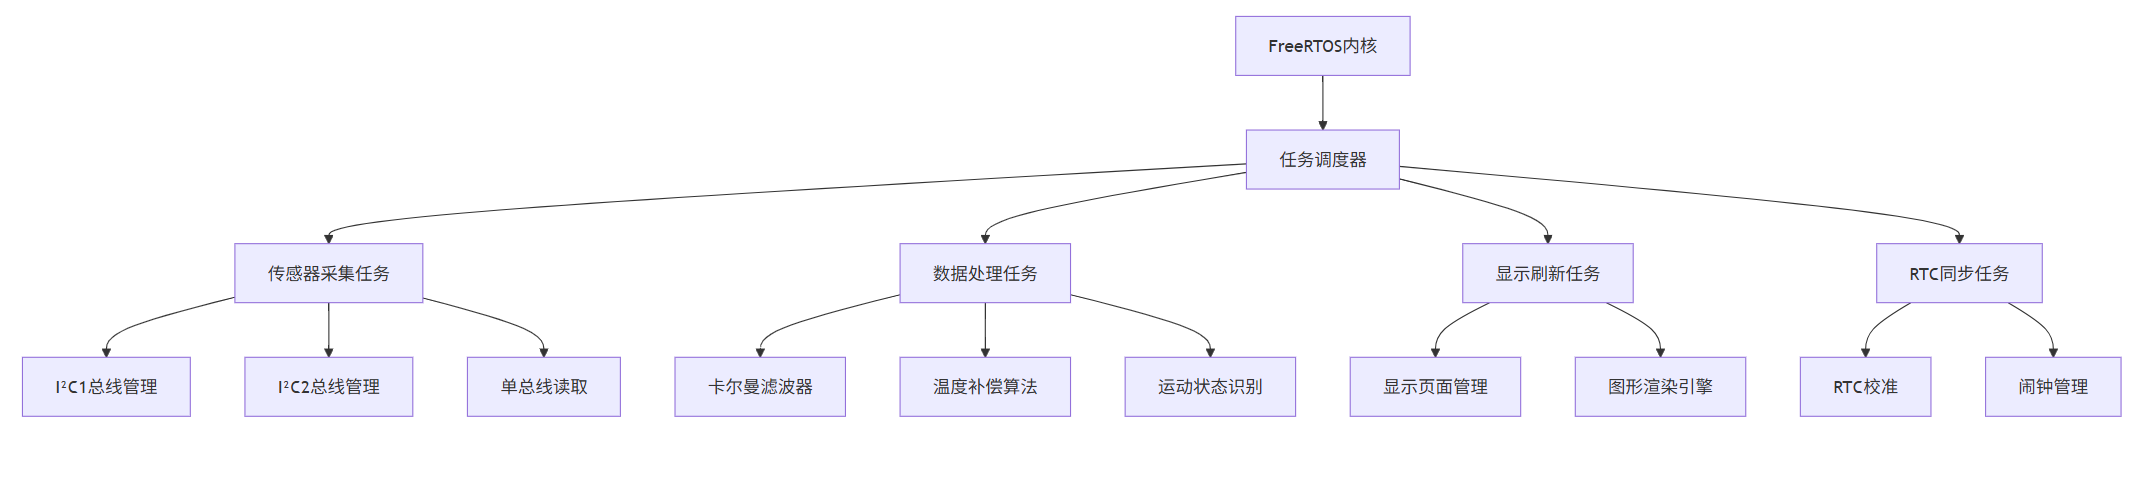 FreeRTOS内核
任务调度器
传感器采集任务
数据处理任务
显示刷新任务
RTC同步任务
I²C1总线管理
I²C2总线管理
单总线读取
卡尔曼滤波器
温度补偿算法
运动状态识别
显示页面管理
图形渲染引擎
RTC校准
闹钟管理